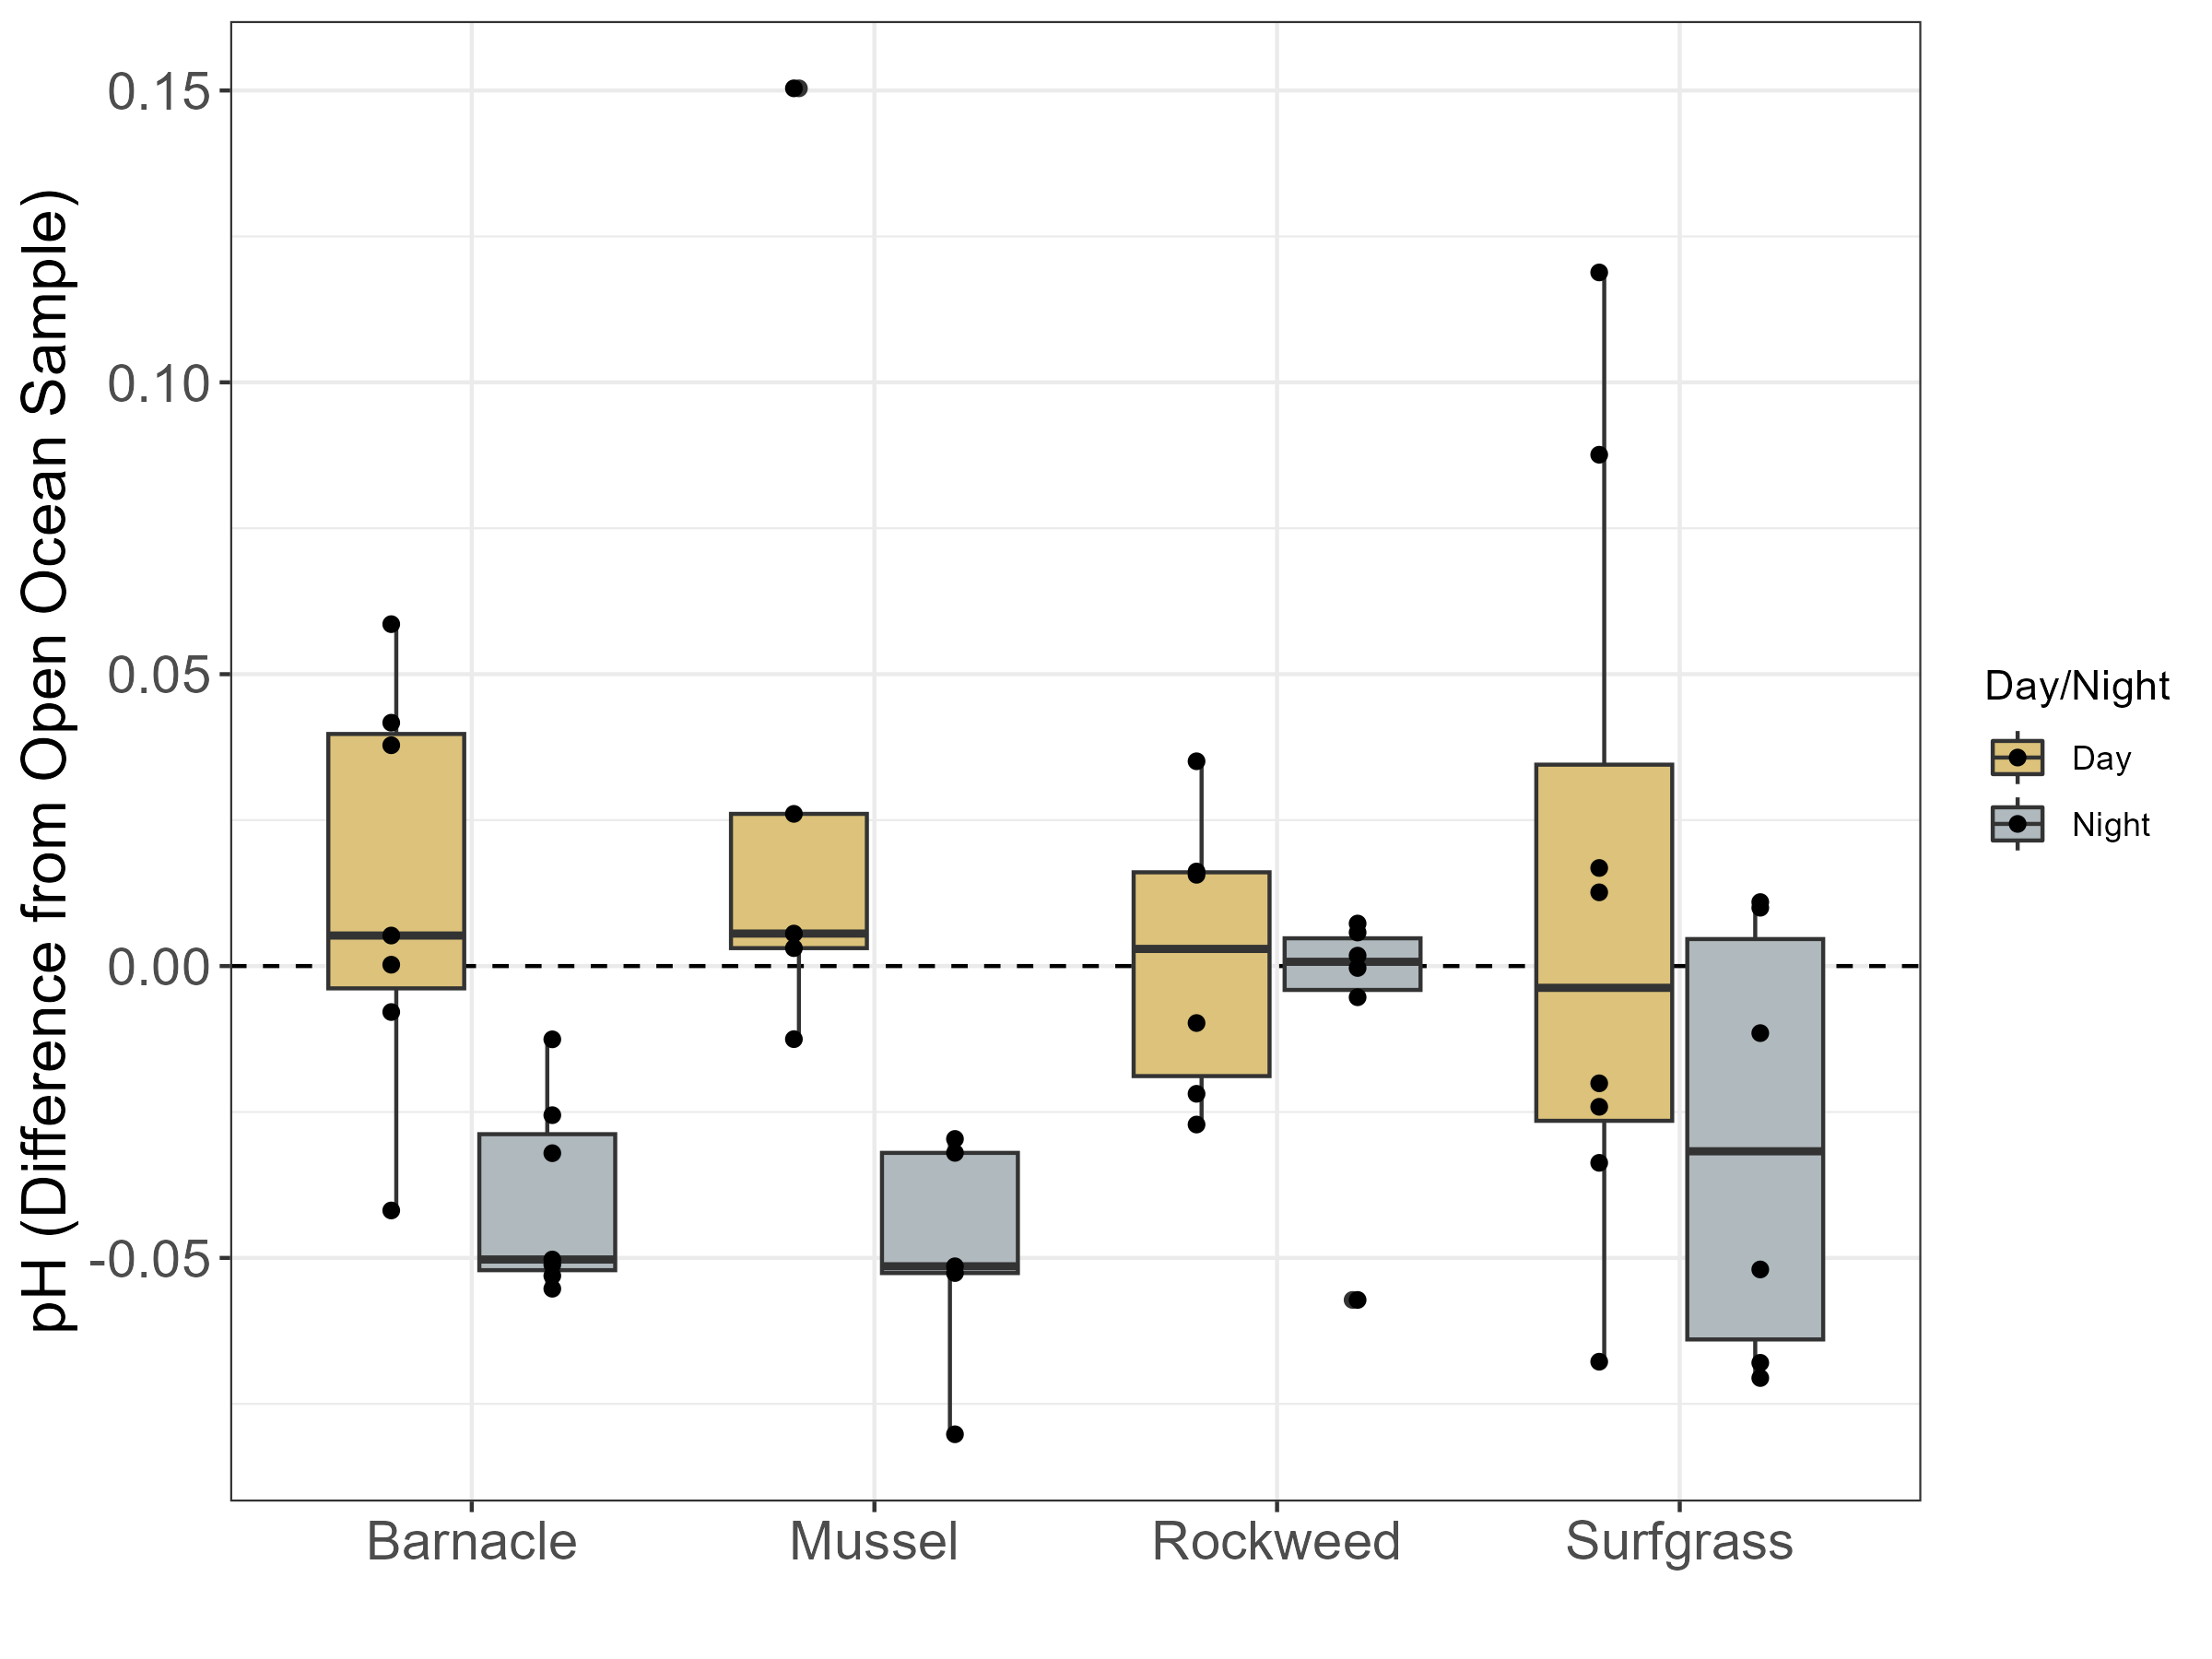 pH (Difference from Open Ocean Sample)
0.15
0.10
0.05
0.00
-0.05
Barnacle
Mussel
Rockweed
Surfgrass
Day/Night
Day
Night